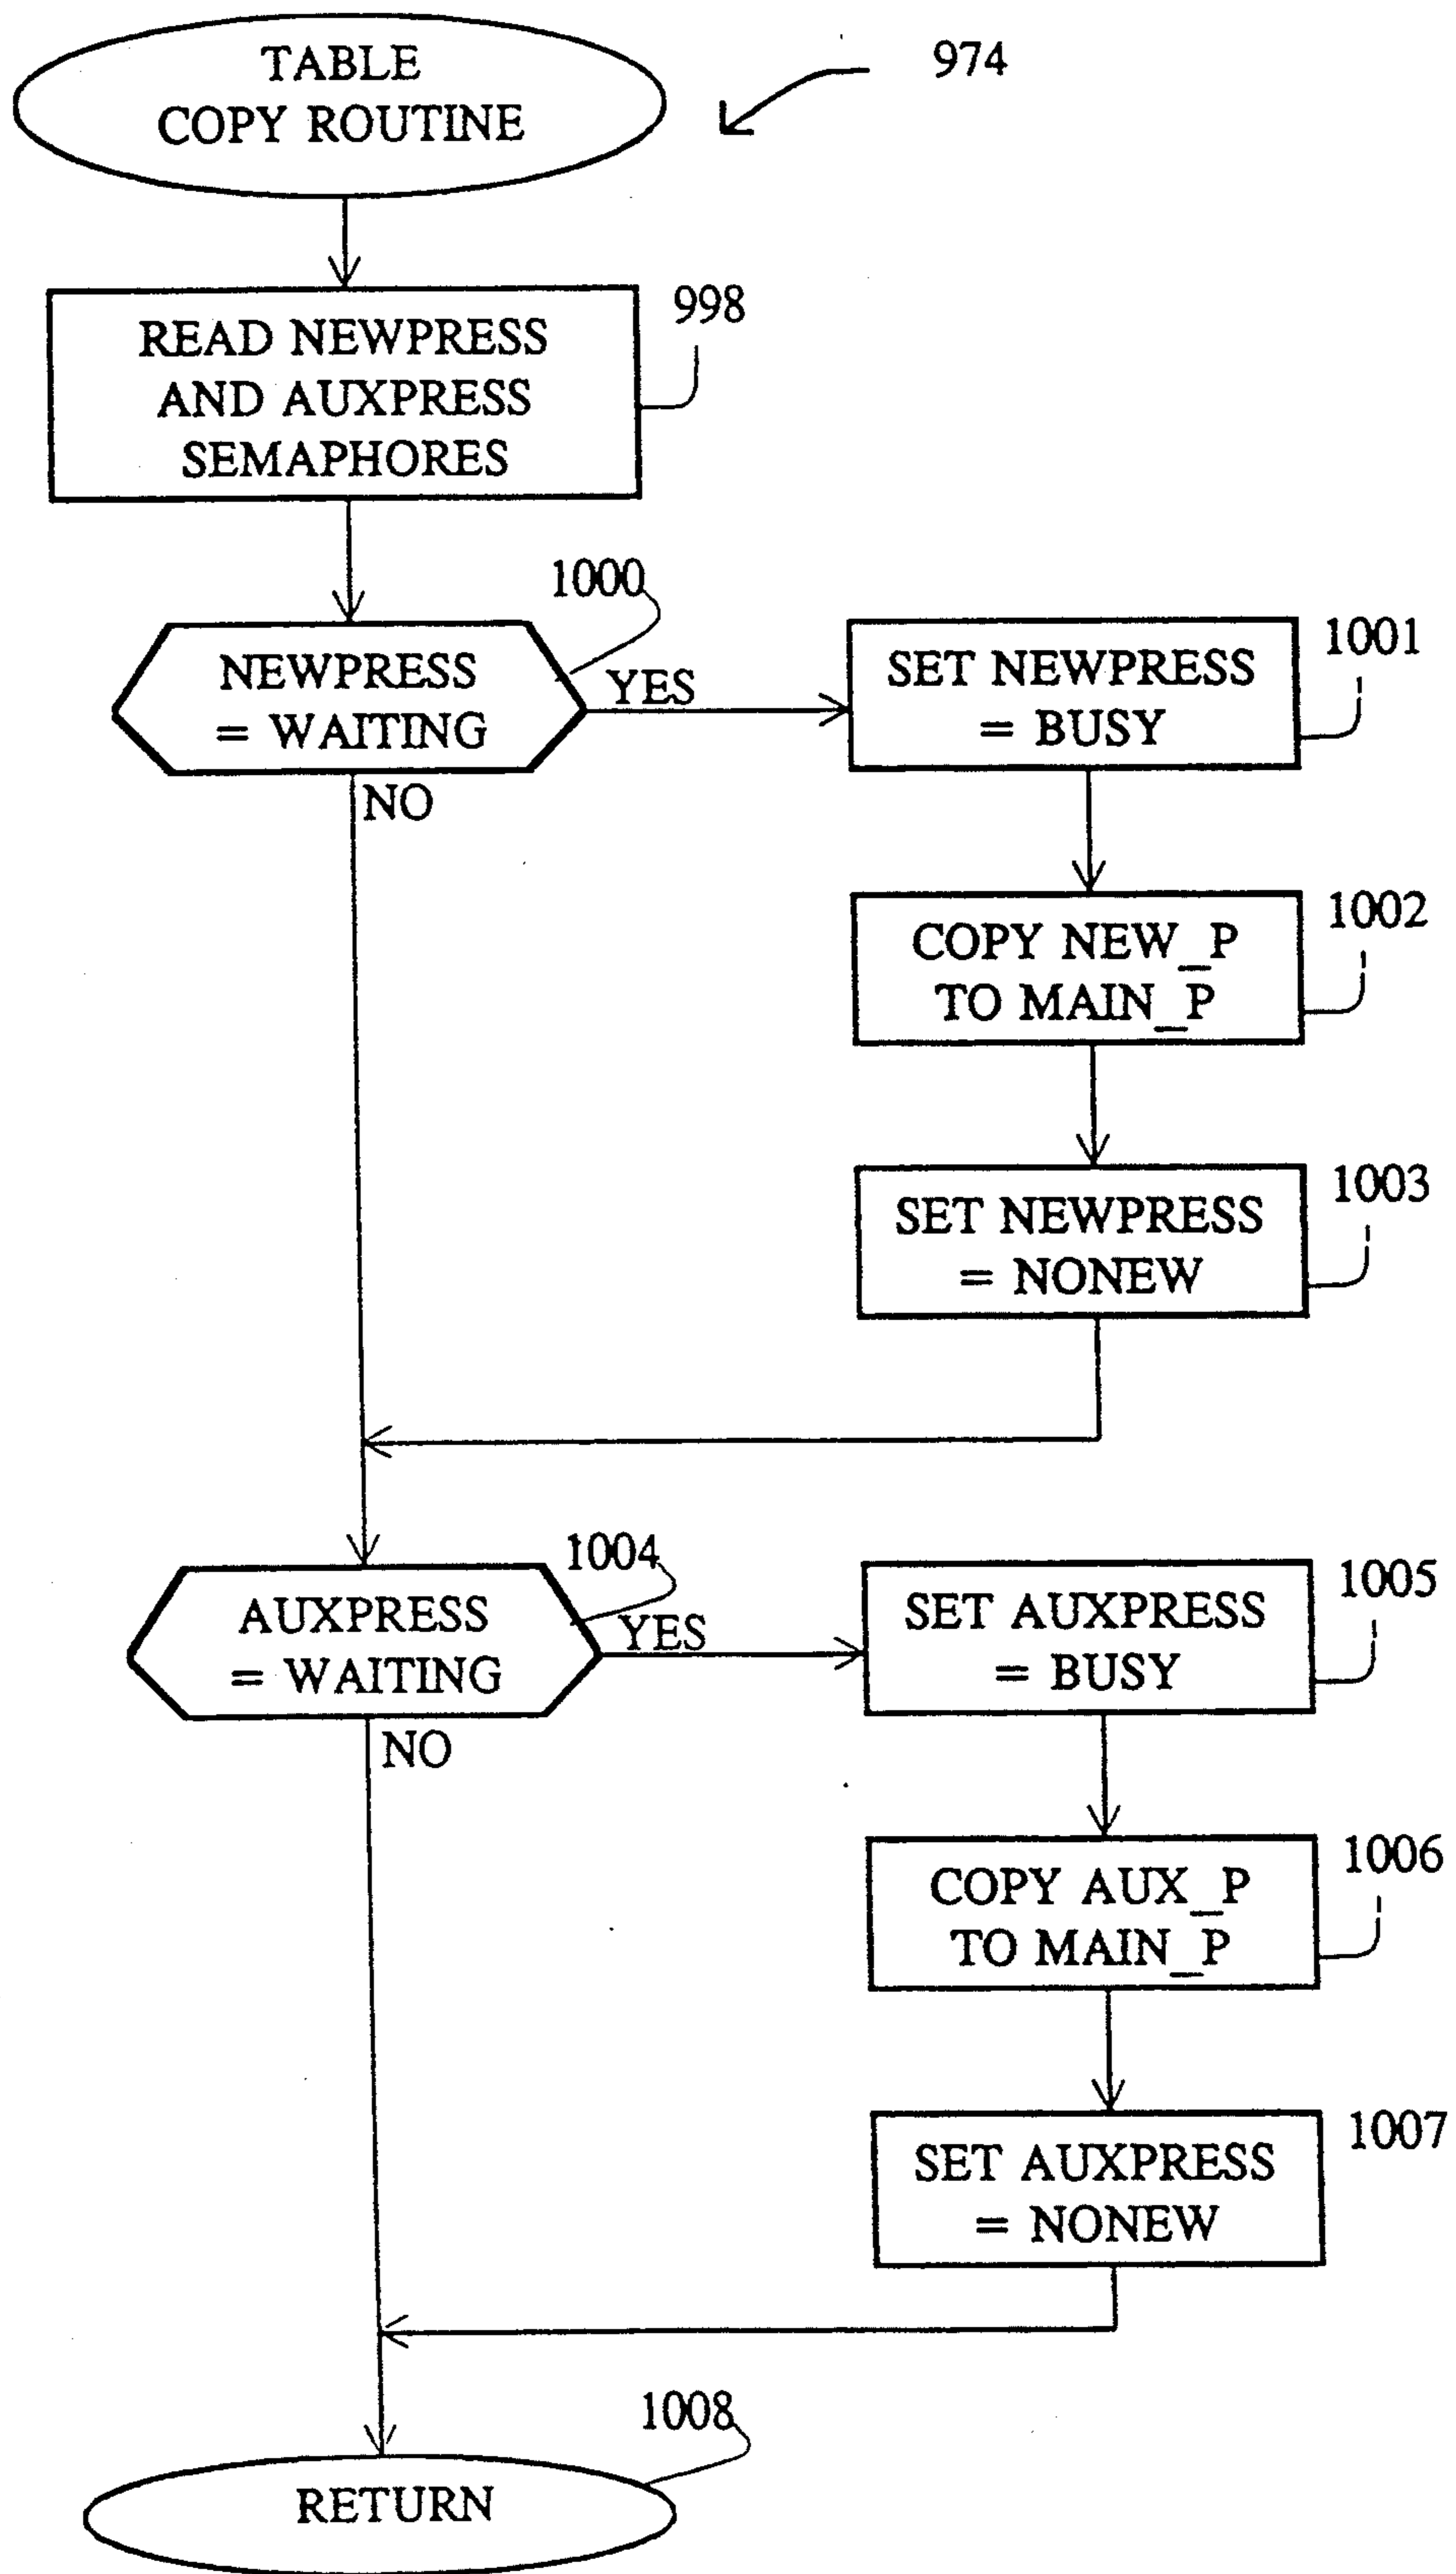 TABLE
COPY ROUTINE
974
READ NEWPRESS
AND AUXPRESS
SEMAPHORES
998
NEWPRESS
= WAITING
1000
YES
NO
SET NEWPRESS
= BUSY
1001
COPY NEW_P
TO MAIN_P
1002
SET NEWPRESS
= NONEW
1003
AUXPRESS
= WAITING
1004
YES
NO
SET AUXPRESS
= BUSY
1005
COPY AUX_P
TO MAIN_P
1006
SET AUXPRESS
= NONEW
1007
RETURN
1008